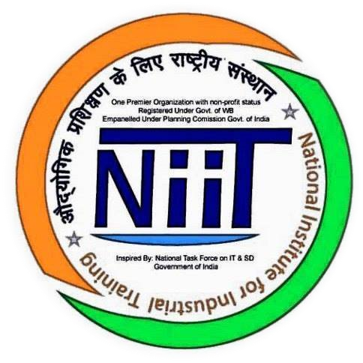 औद्योगिक प्रशिक्षण के लिए राष्ट्रीय संस्थान
One Premier Organization with non-profit status
Registered Under Govt. of WB
Empanelled Under Planning Comission Govt. of India
NiiT
Inspired By: National Task Force on IT & SD
Government of India
National Institute for Industrial Training